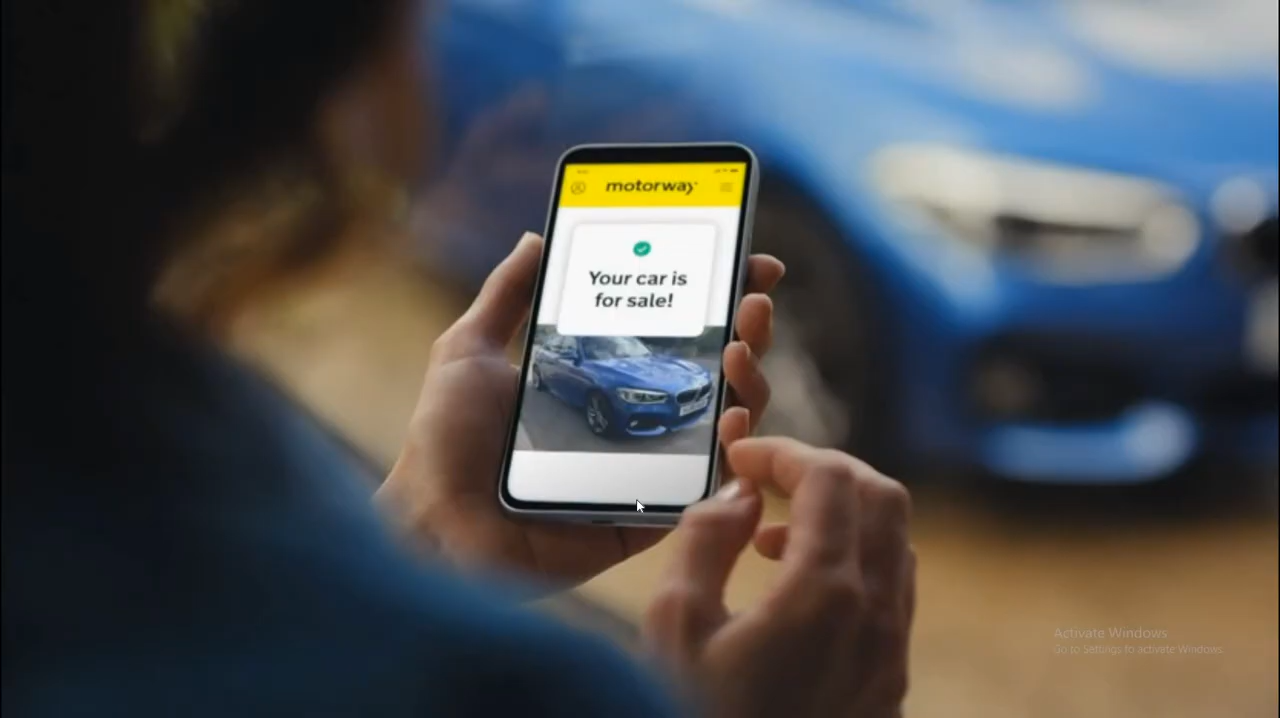 motorway
Your car is
for sale!
Activate Windows
Go to Settings to activate Windows.